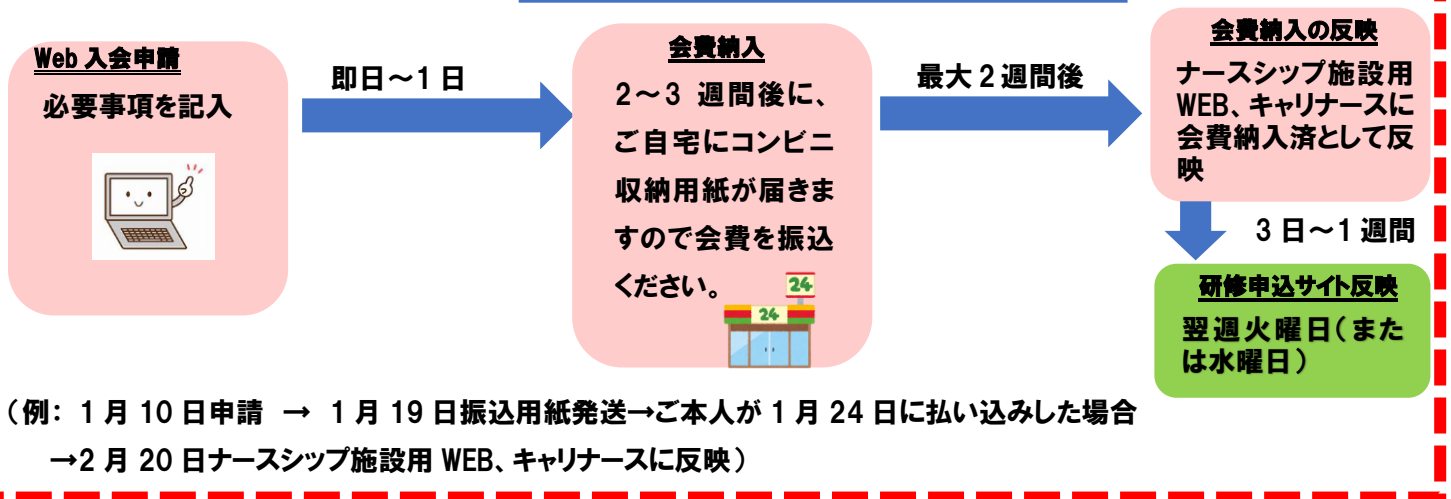 Web 入会申請
必要事項を記入
即日～1 日
会費納入
2～3 週間後に、
ご自宅にコンビニ
収納用紙が届きま
すので会費を振込
ください。
24
24
最大 2 週間後
会費納入の反映
ナースシップ施設用
WEB、キャリナースに
会費納入済として反
映
3 日～1 週間
研修申込サイト反映
翌週火曜日（また
は水曜日）
（例： 1 月 10 日申請 → 1 月 19 日振込用紙発送→ご本人が 1 月 24 日に払い込みした場合
→2 月 20 日ナースシップ施設用 WEB、キャリナースに反映）